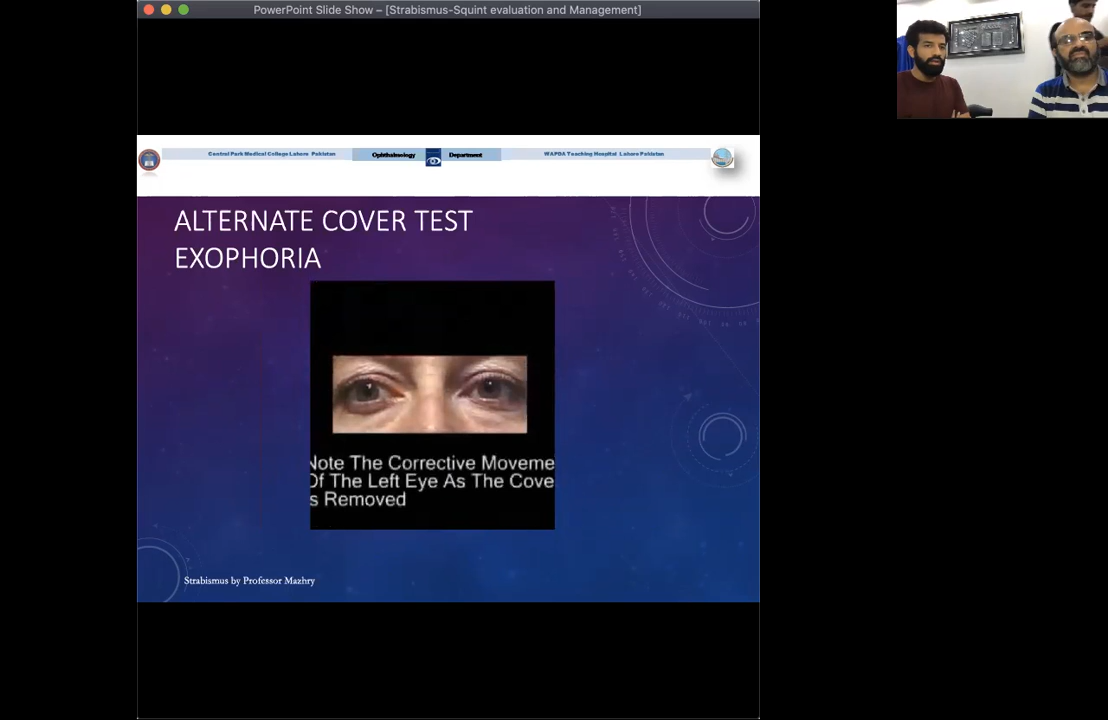 PowerPoint Slide Show – [Strabismus-Squint evaluation and Management]
Central Park Medical College Lahore Pakistan
Ophthalmology Department
WAPDA Teaching Hospital Lahore Pakistan
ALTERNATE COVER TEST
EXOPHORIA
Note The Corrective Moveme
Of The Left Eye As The Cove
s Removed
Strabismus by Professor Mazhry